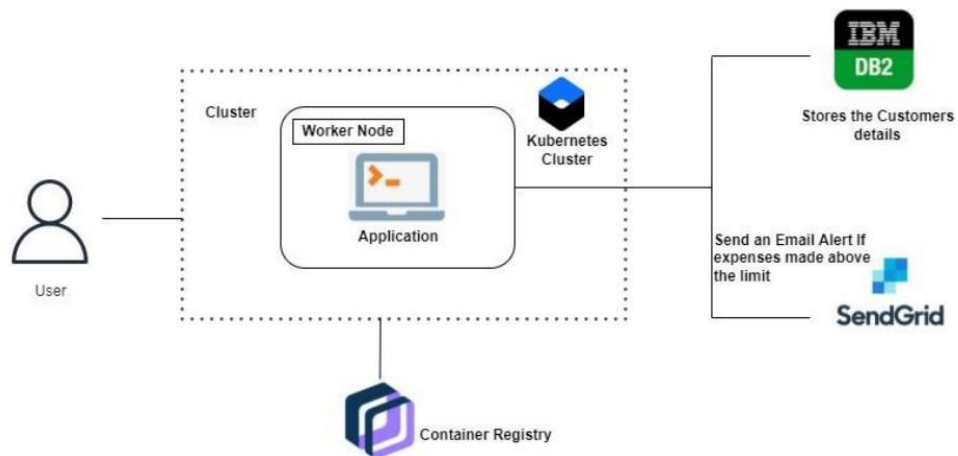 IBM
DB2
Stores the Customers
details
Cluster
Worker Node
Kubernetes
Cluster
Application
User
Send an Email Alert If
expenses made above
the limit
SendGrid
Container Registry